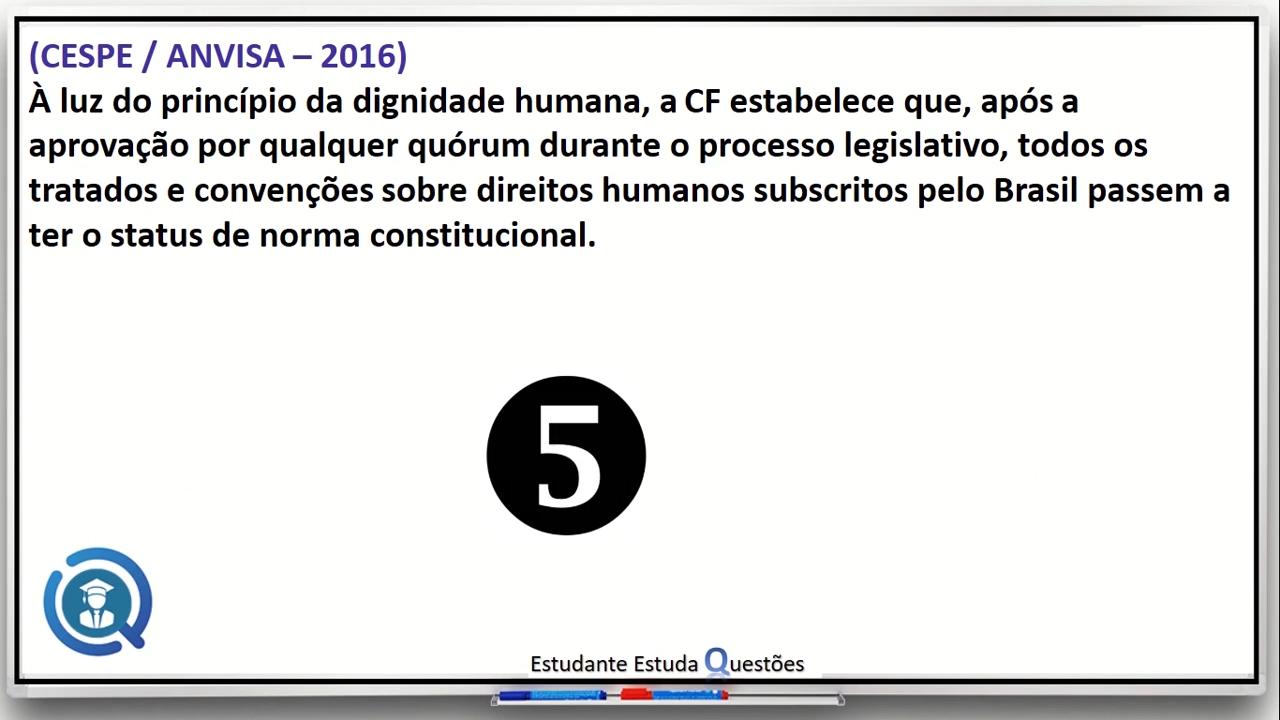 (CESPE / ANVISA – 2016)
À luz do princípio da dignidade humana, a CF estabelece que, após a
aprovação por qualquer quórum durante o processo legislativo, todos os
tratados e convenções sobre direitos humanos subscritos pelo Brasil passem a
ter o status de norma constitucional.
5
Estudante Estuda Questões